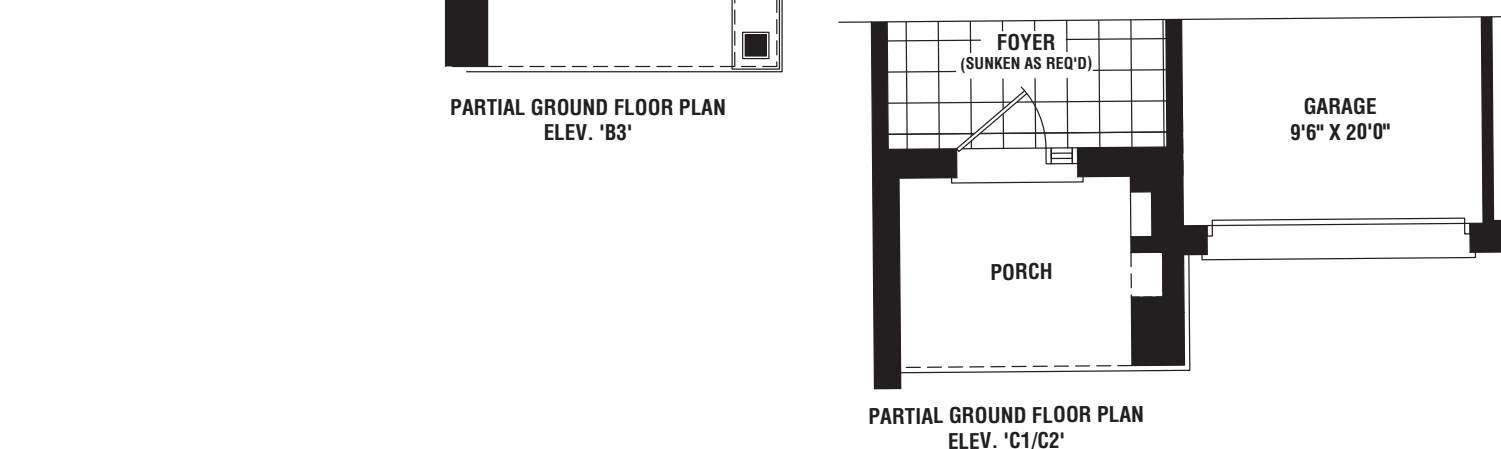 PARTIAL GROUND FLOOR PLAN
ELEV. 'B3'
FOYER
(SUNKEN AS REQ'D)
GARAGE
9'6" X 20'0"
PORCH
PARTIAL GROUND FLOOR PLAN
ELEV. 'C1/C2'